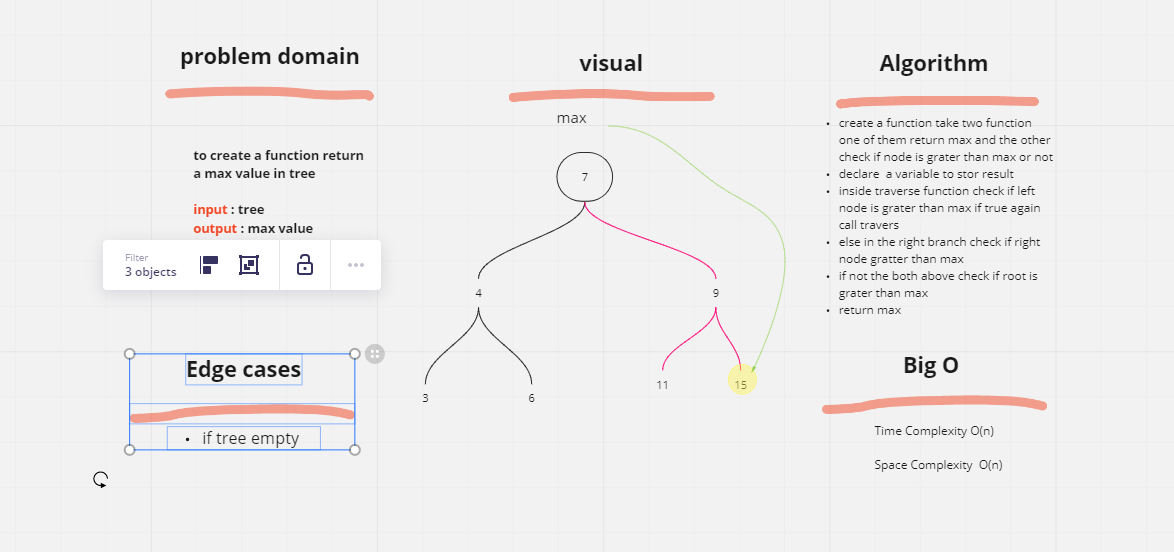 problem domain
to create a function return
a max value in tree
input : tree
output : max value
Filter
3 objects
Edge cases
• if tree empty
visual
max
7
4
9
3
6
11
15
Algorithm
• create a function take two function
one of them return max and the other
check if node is grater than max or not
• declare a variable to stor result
• inside traverse function check if left
node is grater than max if true again
call travers
• else in the right branch check if right
node gratter than max
• if not the both above check if root is
grater than max
• return max
Big O
Time Complexity O(n)
Space Complexity O(n)